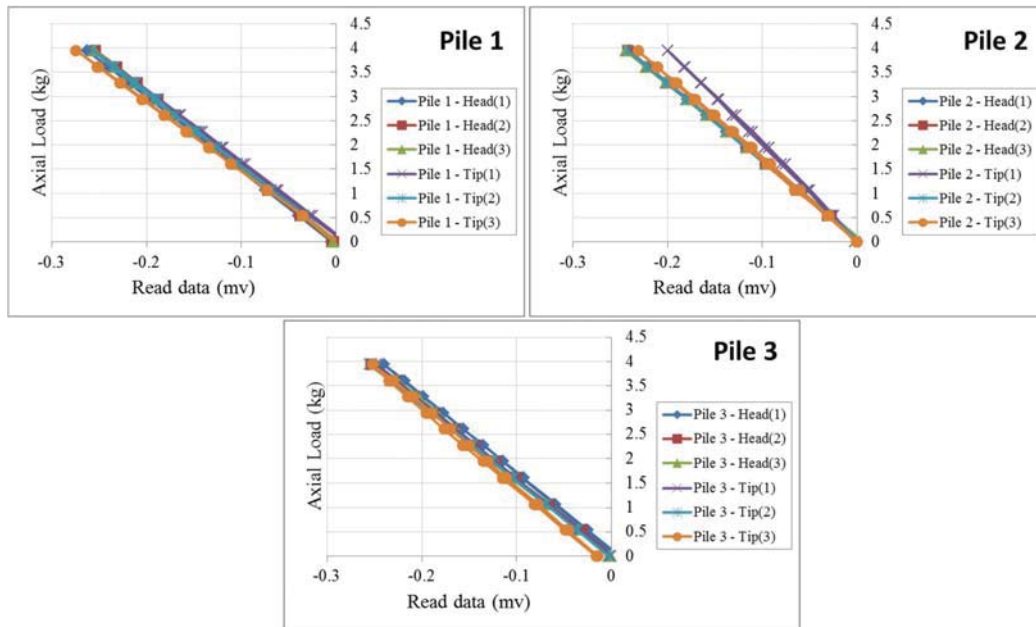 Pile 1
4.5
4
3.5
3
2.5
2
1.5
1
0.5
0
Axial Load (kg)
Pile 1 - Head(1)
Pile 1 - Head(2)
Pile 1 - Head(3)
Pile 1 - Tip(1)
Pile 1 - Tip(2)
Pile 1 - Tip(3)
-0.3 -0.2 -0.1 0
Read data (mv)
Pile 2
4.5
4
3.5
3
2.5
2
1.5
1
0.5
0
Axial Load (kg)
Pile 2 - Head(1)
Pile 2 - Head(2)
Pile 2 - Head(3)
Pile 2 - Tip(1)
Pile 2 - Tip(2)
Pile 2 - Tip(3)
-0.3 -0.2 -0.1 0
Read data (mv)
Pile 3
4.5
4
3.5
3
2.5
2
1.5
1
0.5
0
Axial Load (kg)
Pile 3 - Head(1)
Pile 3 - Head(2)
Pile 3 - Head(3)
Pile 3 - Tip(1)
Pile 3 - Tip(2)
Pile 3 - Tip(3)
-0.3 -0.2 -0.1 0
Read data (mv)